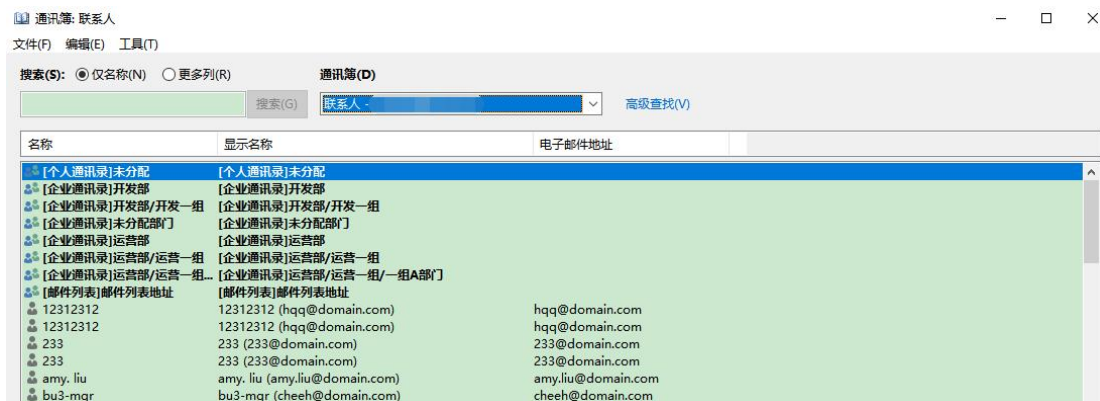 通讯簿: 联系人
文件(F) 编辑(E) 工具(T)
搜索(S): 仅名称(N) 更多列(R) 通讯簿(D)
搜索(G) 联系人 - 高级查找(V)
名称 显示名称 电子邮件地址
[个人通讯录]未分配 [个人通讯录]未分配
[企业通讯录]开发部 [企业通讯录]开发部
[企业通讯录]开发部/开发一组 [企业通讯录]开发部/开发一组
[企业通讯录]未分配部门 [企业通讯录]未分配部门
[企业通讯录]运营部 [企业通讯录]运营部
[企业通讯录]运营部/运营一组 [企业通讯录]运营部/运营一组
[企业通讯录]运营部/运营一组... [企业通讯录]运营部/运营一组/一组A部门
[邮件列表]邮件列表地址 [邮件列表]邮件列表地址
12312312 12312312 (hqq@domain.com) hqq@domain.com
12312312 12312312 (hqq@domain.com) hqq@domain.com
233 233 (233@domain.com) 233@domain.com
233 233 (233@domain.com) 233@domain.com
amy. liu amy. liu (amy.liu@domain.com) amy.liu@domain.com
bu3-mgr bu3-mgr (cheeh@domain.com) cheeh@domain.com